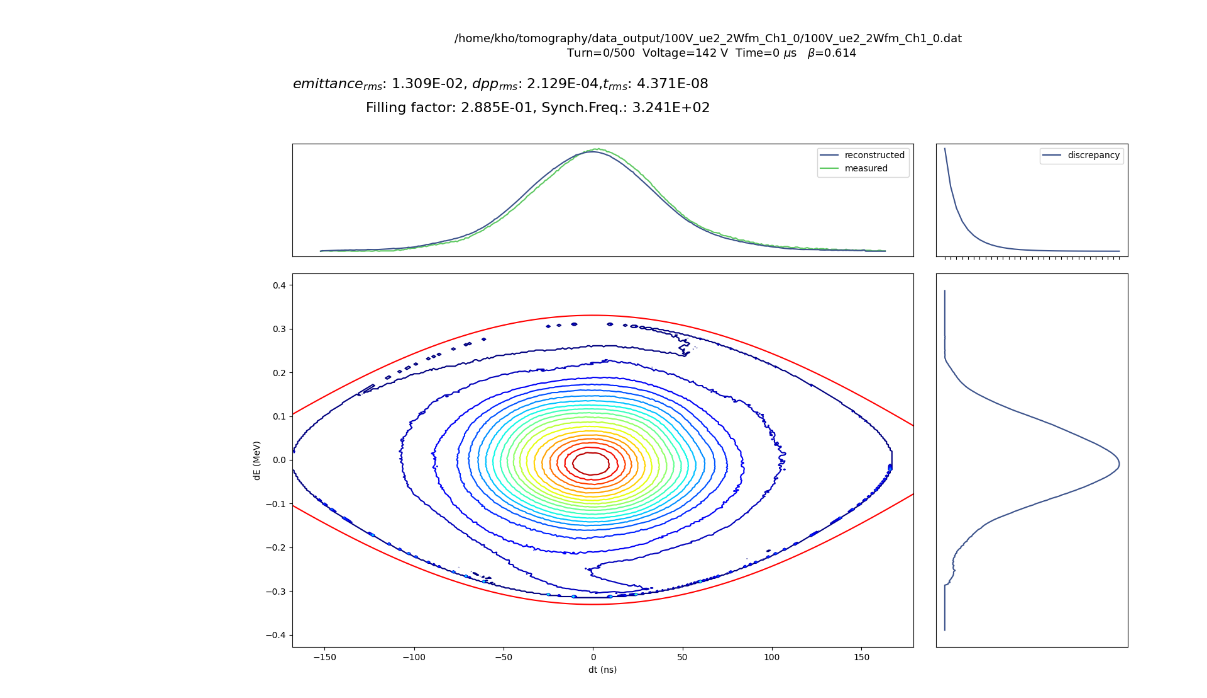 /home/kho/tomography/data_output/100V_ue2_2Wfm_Ch1_0/100V_ue2_2Wfm_Ch1_0.dat
Turn=0/500 Voltage=142 V Time=0 μs β=0.614
emittance_rms: 1.309E-02, dpp_rms: 2.129E-04,t_rms: 4.371E-08
Filling factor: 2.885E-01, Synch.Freq.: 3.241E+02
reconstructed
measured
discrepancy
0.4
0.3
0.2
0.1
0.0
−0.1
−0.2
−0.3
−0.4
dE (MeV)
−150 −100 −50 0 50 100 150
dt (ns)